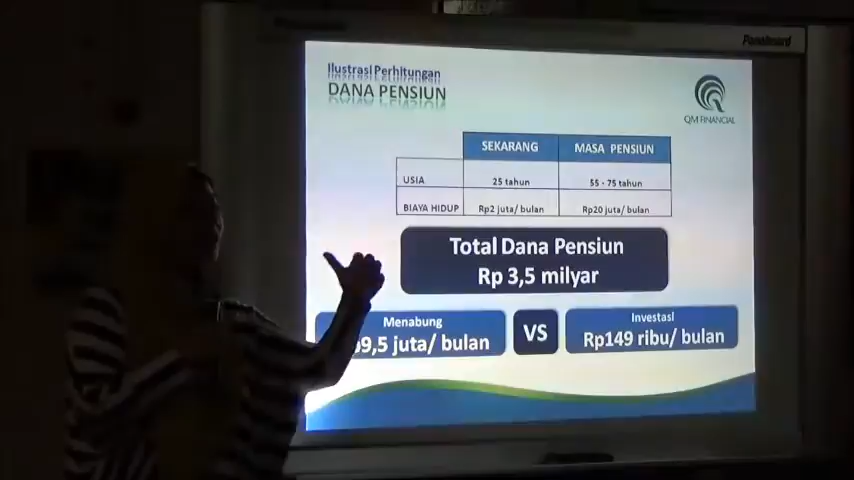 Panaboard
Ilustrasi Perhitungan
DANA PENSIUN
QM FINANCIAL
SEKARANG MASA PENSIUN
USIA 25 tahun 55 - 75 tahun
BIAYA HIDUP Rp2 juta/ bulan Rp20 juta/ bulan
Total Dana Pensiun
Rp 3,5 milyar
Menabung
9,5 juta/ bulan
VS
Investasi
Rp149 ribu/ bulan